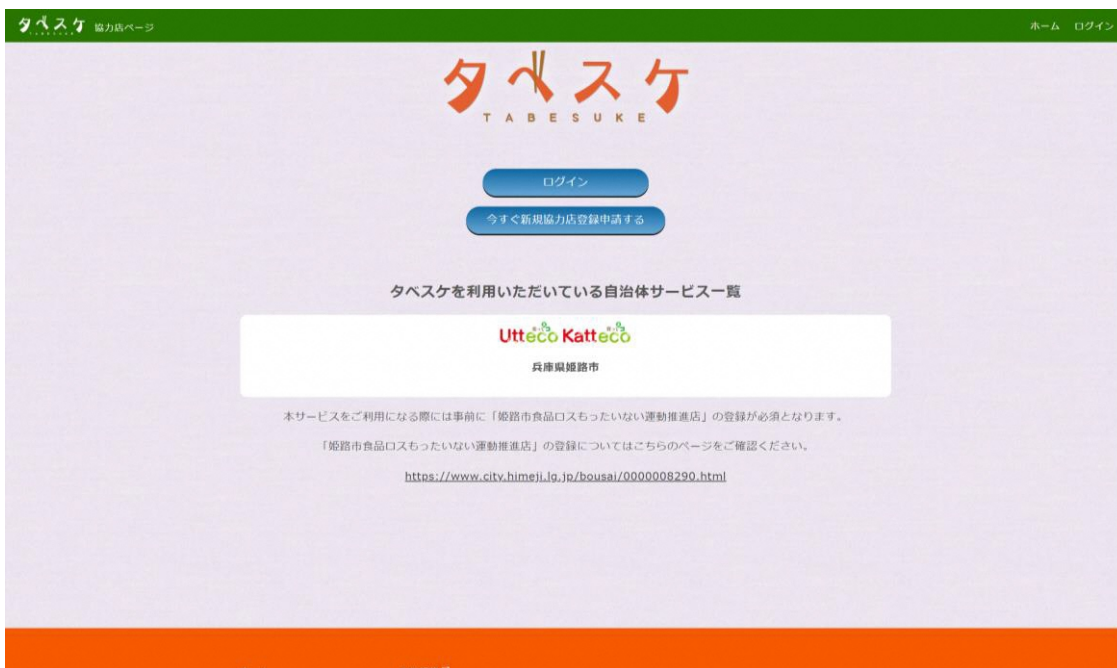 タベスケ 協力店ページ ホーム ログイン
TABESUKE
タベスケ
TABESUKE
ログイン
今すぐ新規協力店登録申請する
タベスケを利用いただいている自治体サービス一覧
Utteco Katteco
兵庫県姫路市
本サービスをご利用になる際には事前に「姫路市食品ロスもったいない運動推進店」の登録が必須となります。
「姫路市食品ロスもったいない運動推進店」の登録についてはこちらのページをご確認ください。
https://www.city.himeji.lg.jp/bousai/0000008290.html